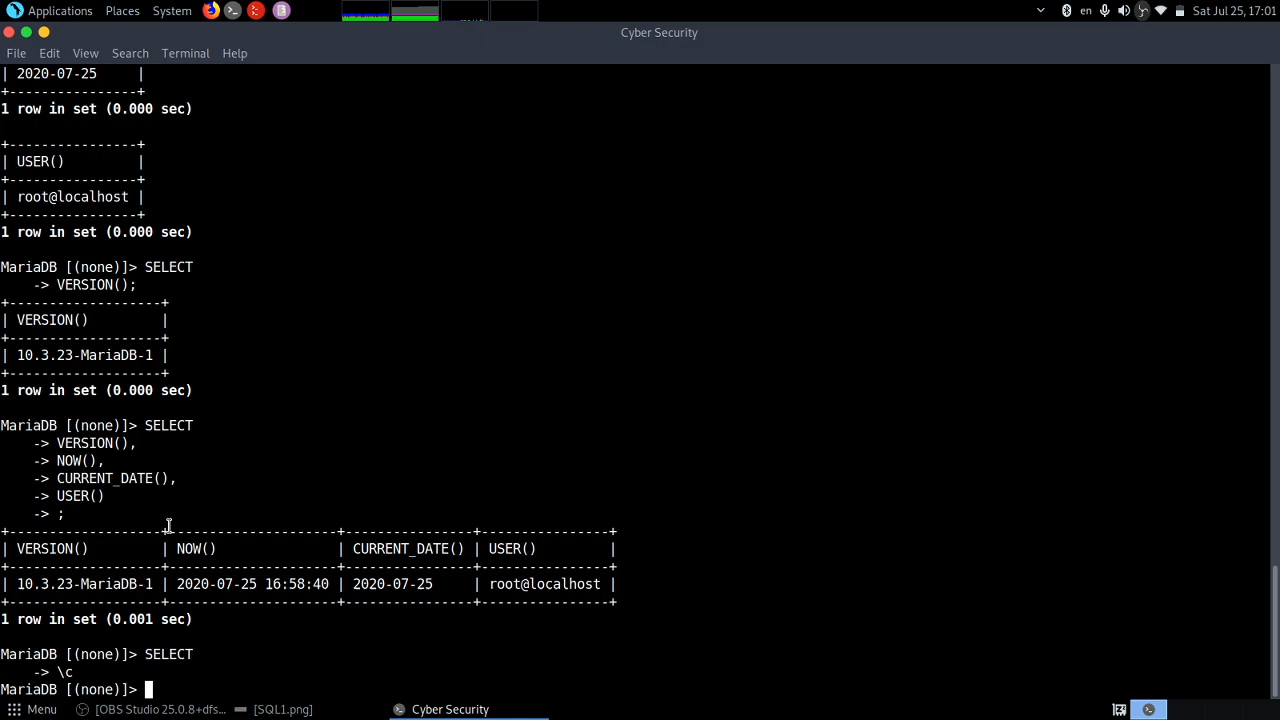 Applications Places System en Sat Jul 25, 17:01
Cyber Security
File Edit View Search Terminal Help
| 2020-07-25     |
+----------------+
1 row in set (0.000 sec)
+----------------+
| USER()         |
+----------------+
| root@localhost |
+----------------+
1 row in set (0.000 sec)
MariaDB [(none)]> SELECT
    -> VERSION();
+-------------------+
| VERSION()         |
+-------------------+
| 10.3.23-MariaDB-1 |
+-------------------+
1 row in set (0.000 sec)
MariaDB [(none)]> SELECT
    -> VERSION(),
    -> NOW(),
    -> CURRENT_DATE(),
    -> USER()
    -> ;
+-------------------+---------------------+----------------+----------------+
| VERSION()         | NOW()               | CURRENT_DATE() | USER()         |
+-------------------+---------------------+----------------+----------------+
| 10.3.23-MariaDB-1 | 2020-07-25 16:58:40 | 2020-07-25     | root@localhost |
+-------------------+---------------------+----------------+----------------+
1 row in set (0.001 sec)
MariaDB [(none)]> SELECT
    -> \c
MariaDB [(none)]>
Menu [OBS Studio 25.0.8+dfs... [SQL1.png] Cyber Security